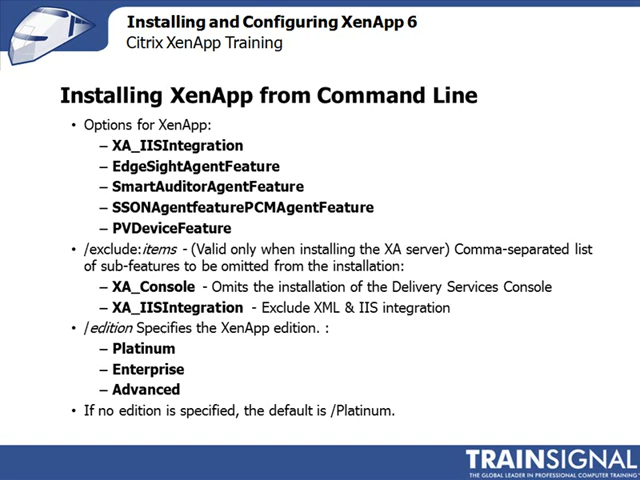 Installing and Configuring XenApp 6
Citrix XenApp Training
Installing XenApp from Command Line
• Options for XenApp:
– XA_IISIntegration
– EdgeSightAgentFeature
– SmartAuditorAgentFeature
– SSONAgentfeaturePCMAgentFeature
– PVDeviceFeature
• /exclude:items - (Valid only when installing the XA server) Comma-separated list
of sub-features to be omitted from the installation:
– XA_Console - Omits the installation of the Delivery Services Console
– XA_IISIntegration - Exclude XML & IIS integration
• /edition Specifies the XenApp edition. :
– Platinum
– Enterprise
– Advanced
• If no edition is specified, the default is /Platinum.
TRAINSIGNAL
THE GLOBAL LEADER IN PROFESSIONAL COMPUTER TRAINING